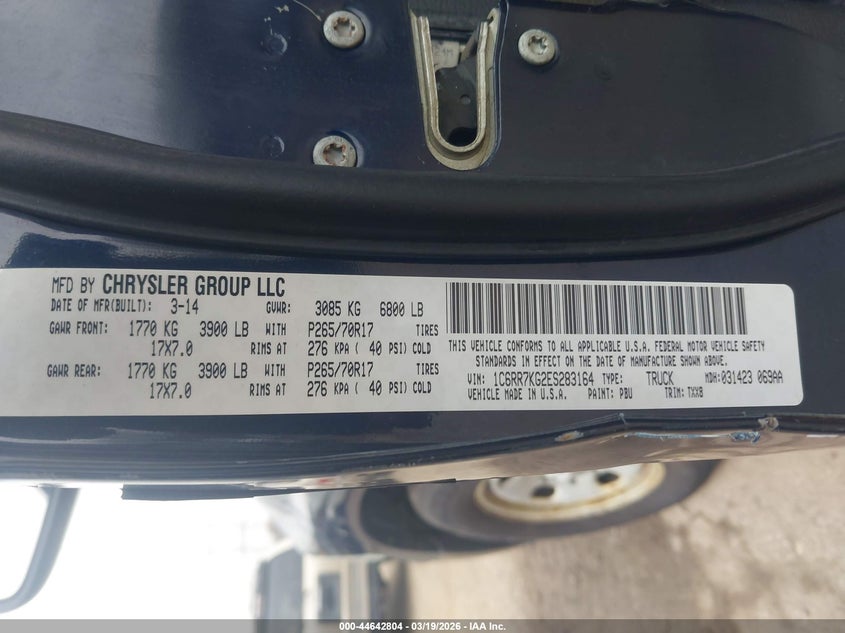 MFD BY CHRYSLER GROUP LLC
DATE OF MFR(BUILT): 3-14 GVWR: 3085 KG 6800 LB
GAWR FRONT: 1770 KG 3900 LB WITH P265/70R17 TIRES
17X7.0 RIMS AT 276 KPA ( 40 PSI) COLD
GAWR REAR: 1770 KG 3900 LB WITH P265/70R17 TIRES
17X7.0 RIMS AT 276 KPA ( 40 PSI) COLD
THIS VEHICLE CONFORMS TO ALL APPLICABLE U.S.A. FEDERAL MOTOR VEHICLE SAFETY
STANDARDS IN EFFECT ON THE DATE OF MANUFACTURE SHOWN ABOVE.
VIN: 1C6RR7KG2ES283164 TYPE: TRUCK MDH: 031423 069AA
VEHICLE MADE IN U.S.A. PAINT: PBU TRIM: TXX8
000-44642804 - 03/19/2026 - IAA Inc.